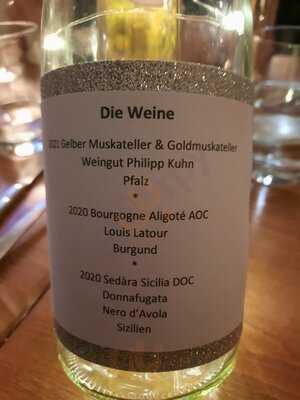 Die Weine
2021 Gelber Muskateller & Goldmuskateller
Weingut Philipp Kuhn
Pfalz
*
2020 Bourgogne Aligoté AOC
Louis Latour
Burgund
*
2020 Sedàra Sicilia DOC
Donnafugata
Nero d'Avola
Sizilien